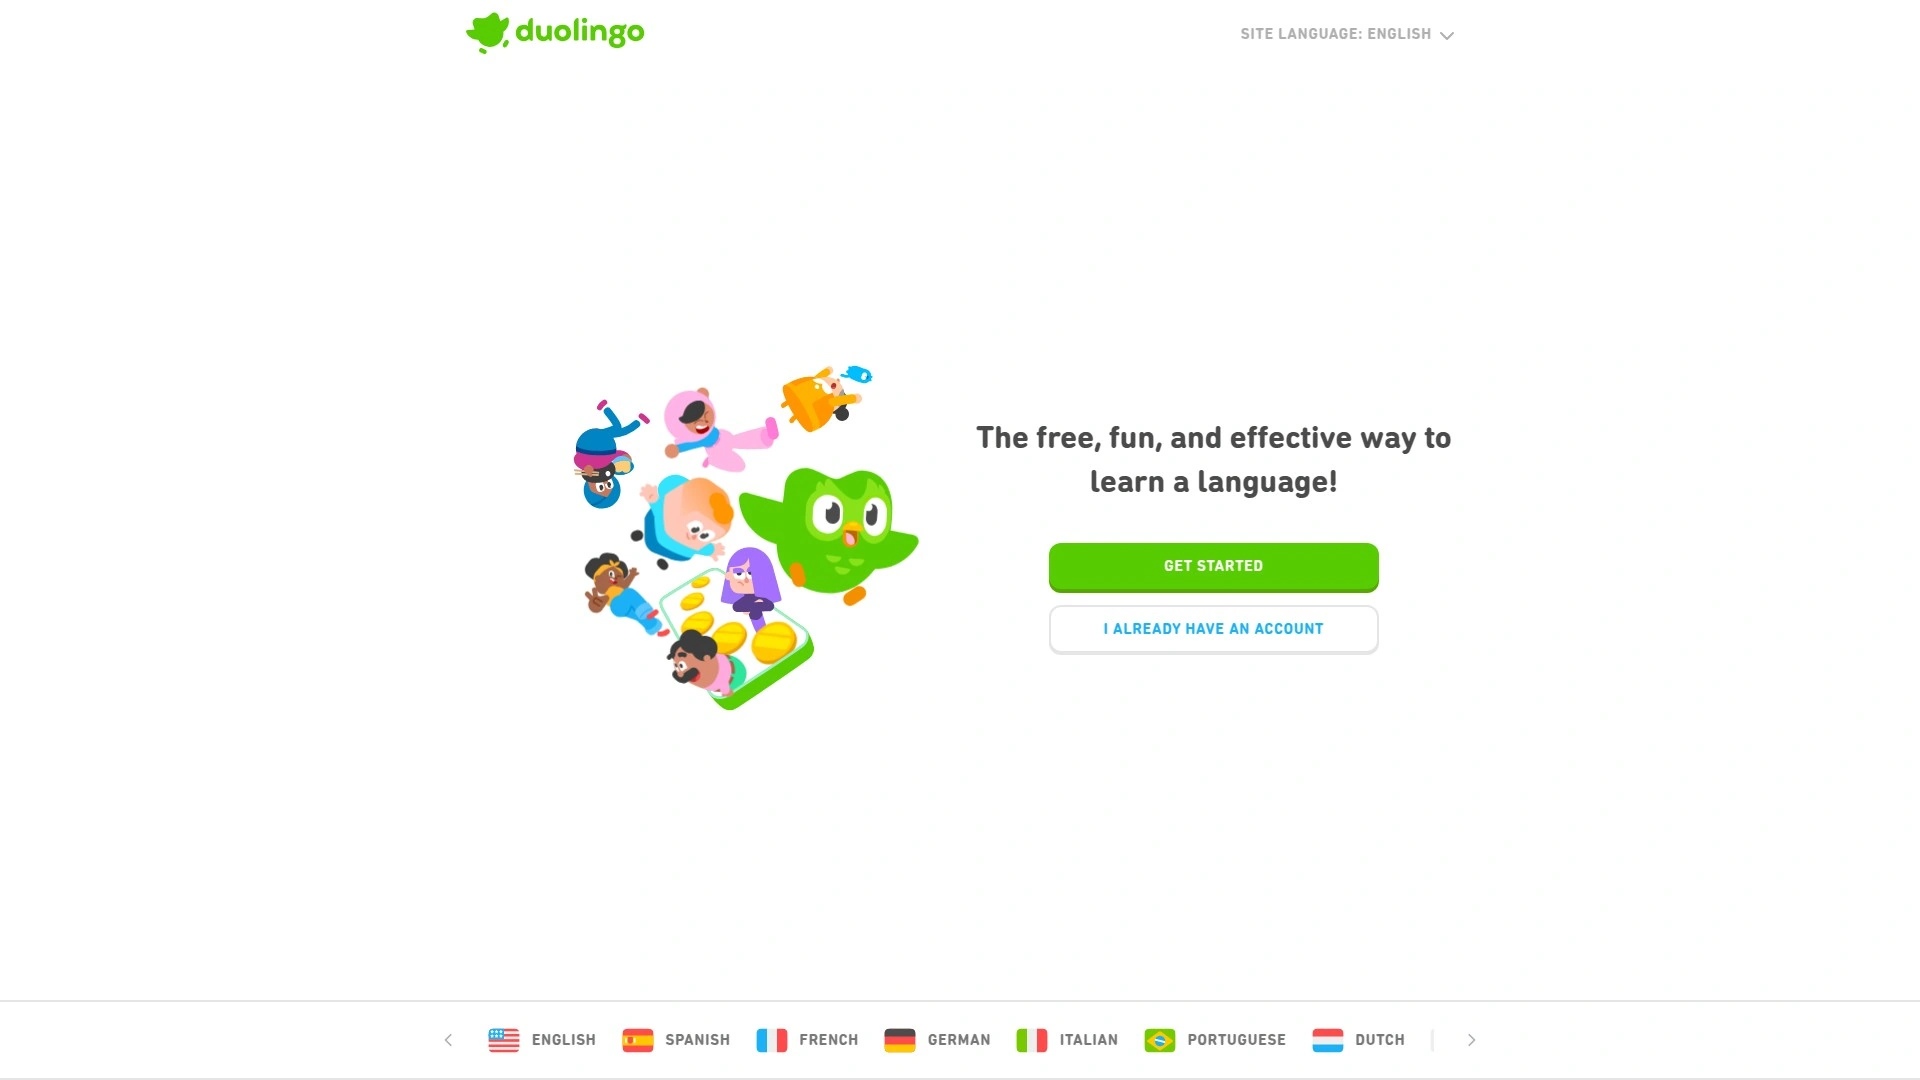 duolingo
SITE LANGUAGE: ENGLISH
The free, fun, and effective way to
learn a language!
GET STARTED
I ALREADY HAVE AN ACCOUNT
ENGLISH SPANISH FRENCH GERMAN ITALIAN PORTUGUESE DUTCH